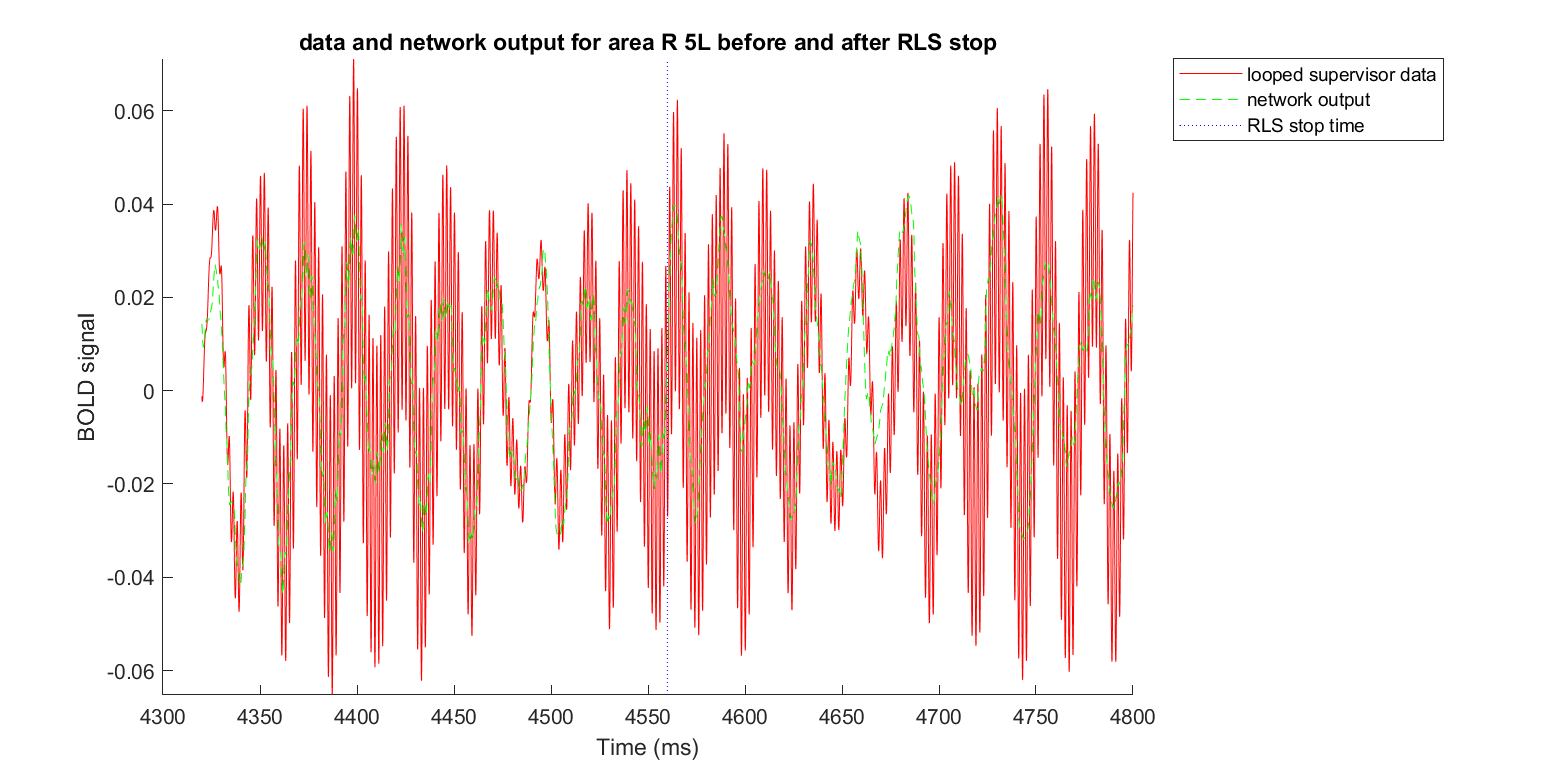 data and network output for area R 5L before and after RLS stop
looped supervisor data
network output
RLS stop time
BOLD signal
0.06
0.04
0.02
0
-0.02
-0.04
-0.06
4300 4350 4400 4450 4500 4550 4600 4650 4700 4750 4800
Time (ms)